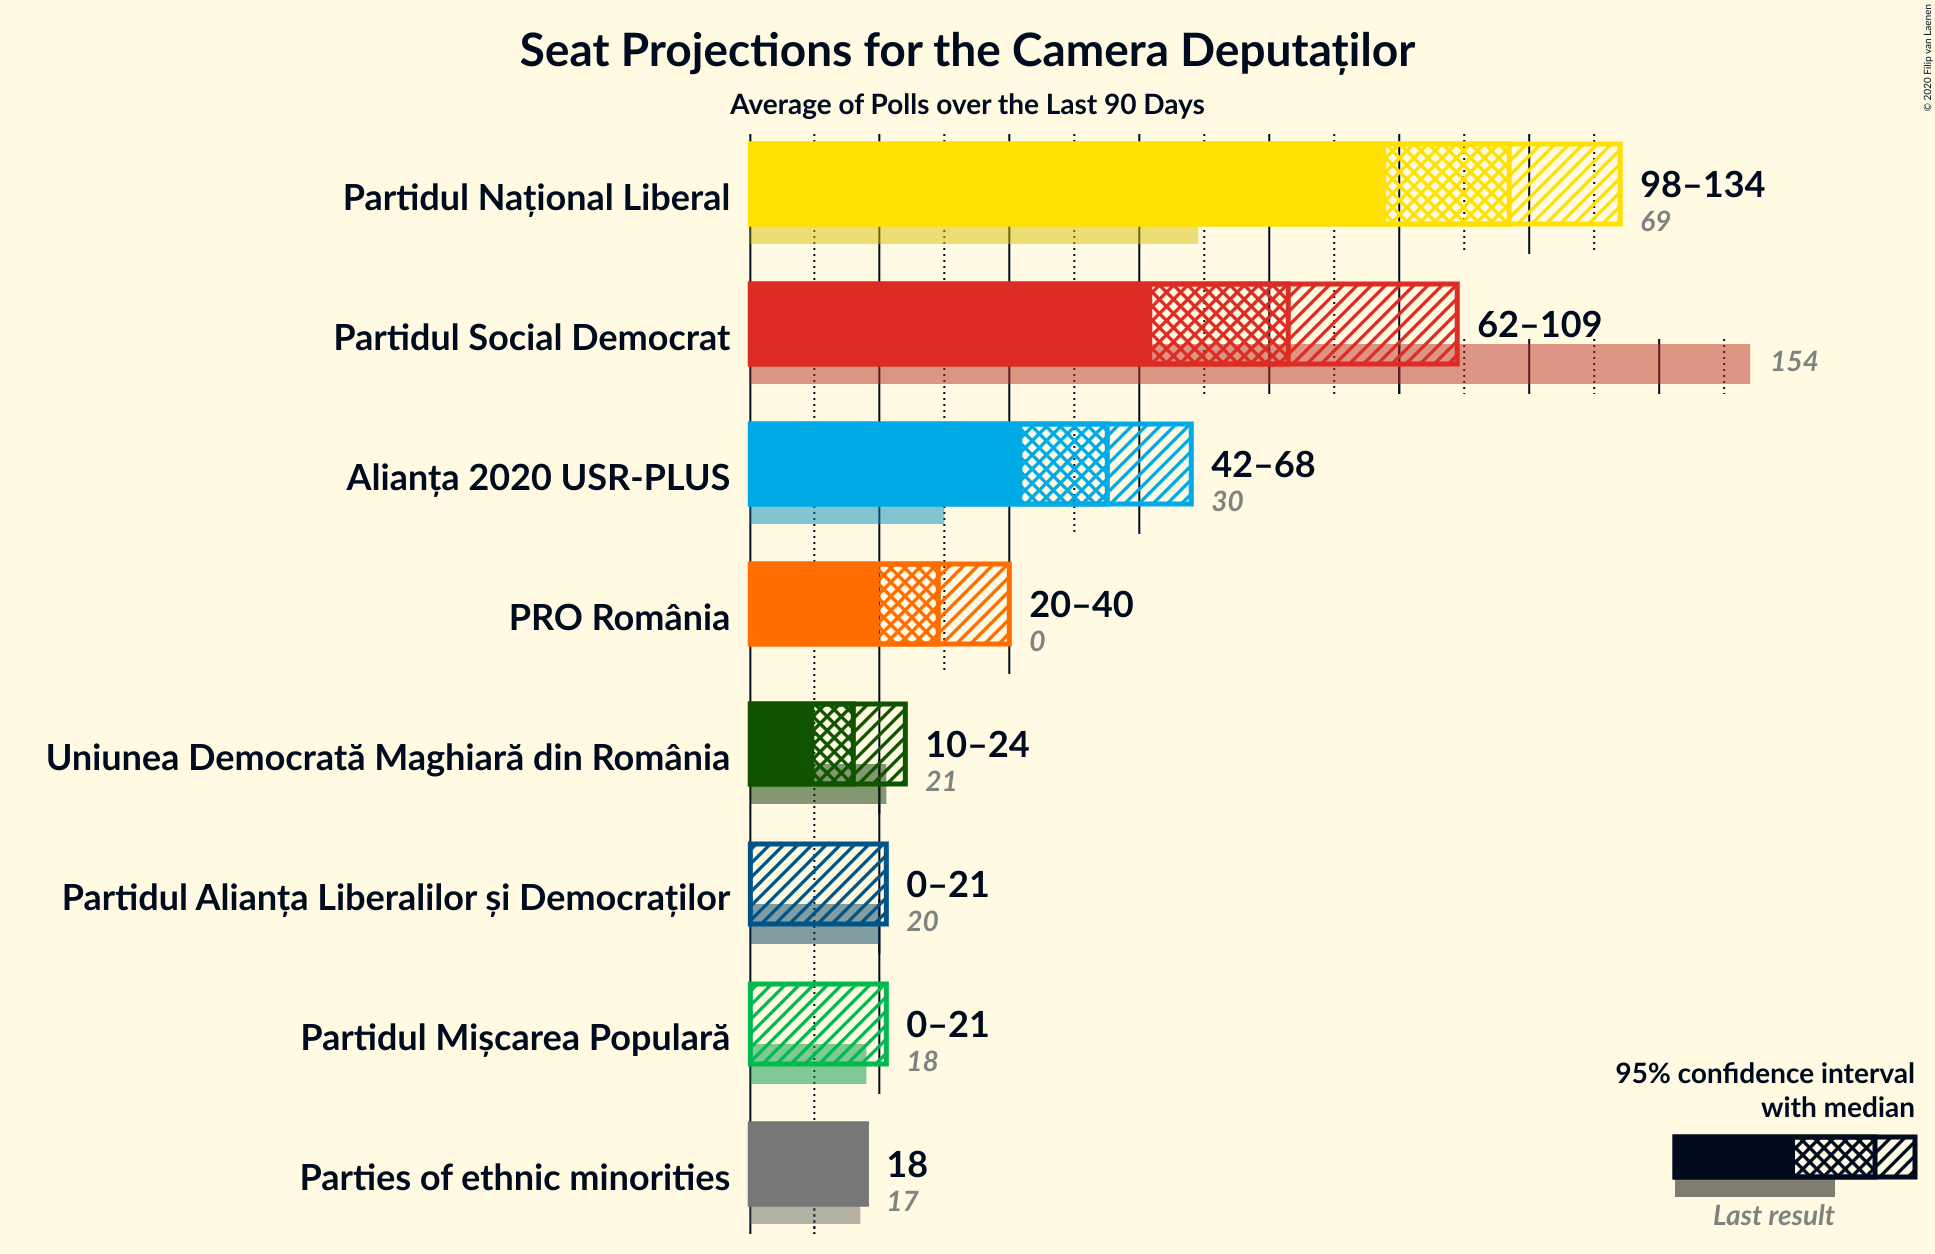 Seat Projections for the Camera Deputaților
Average of Polls over the Last 90 Days
© 2020 Filip van Laenen
Partidul Național Liberal
98–134
69
Partidul Social Democrat
62–109
154
Alianța 2020 USR-PLUS
42–68
30
PRO România
20–40
0
Uniunea Democrată Maghiară din România
10–24
21
Partidul Alianța Liberalilor și Democraților
0–21
20
Partidul Mișcarea Populară
0–21
18
Parties of ethnic minorities
18
17
95% confidence interval
with median
Last result